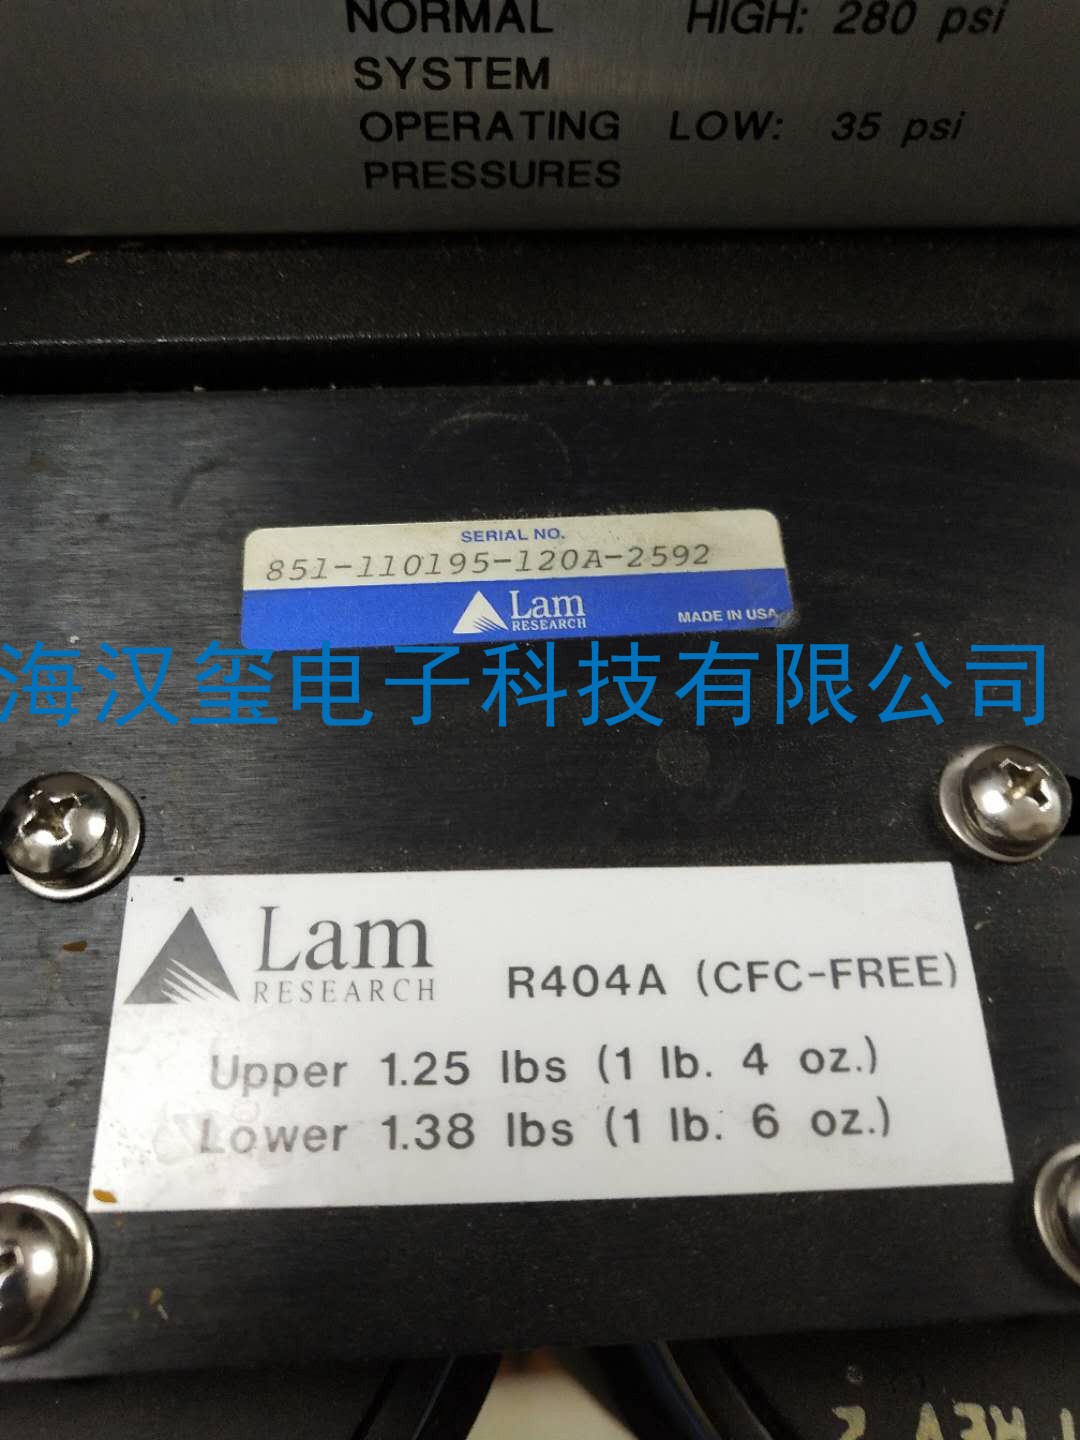 NORMAL HIGH: 280 psi
SYSTEM
OPERATING LOW: 35 psi
PRESSURES
SERIAL NO.
851-110195-120A-2592
Lam
RESEARCH
MADE IN USA
海汉玺电子科技有限公司
Lam
RESEARCH
R404A (CFC-FREE)
Upper 1.25 lbs (1 lb. 4 oz.)
Lower 1.38 lbs (1 lb. 6 oz.)
REV 2